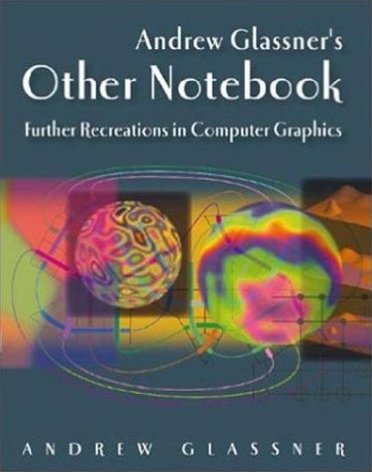 Andrew Glassner's
Other Notebook
Further Recreations in Computer Graphics
ANDREW GLASSNER